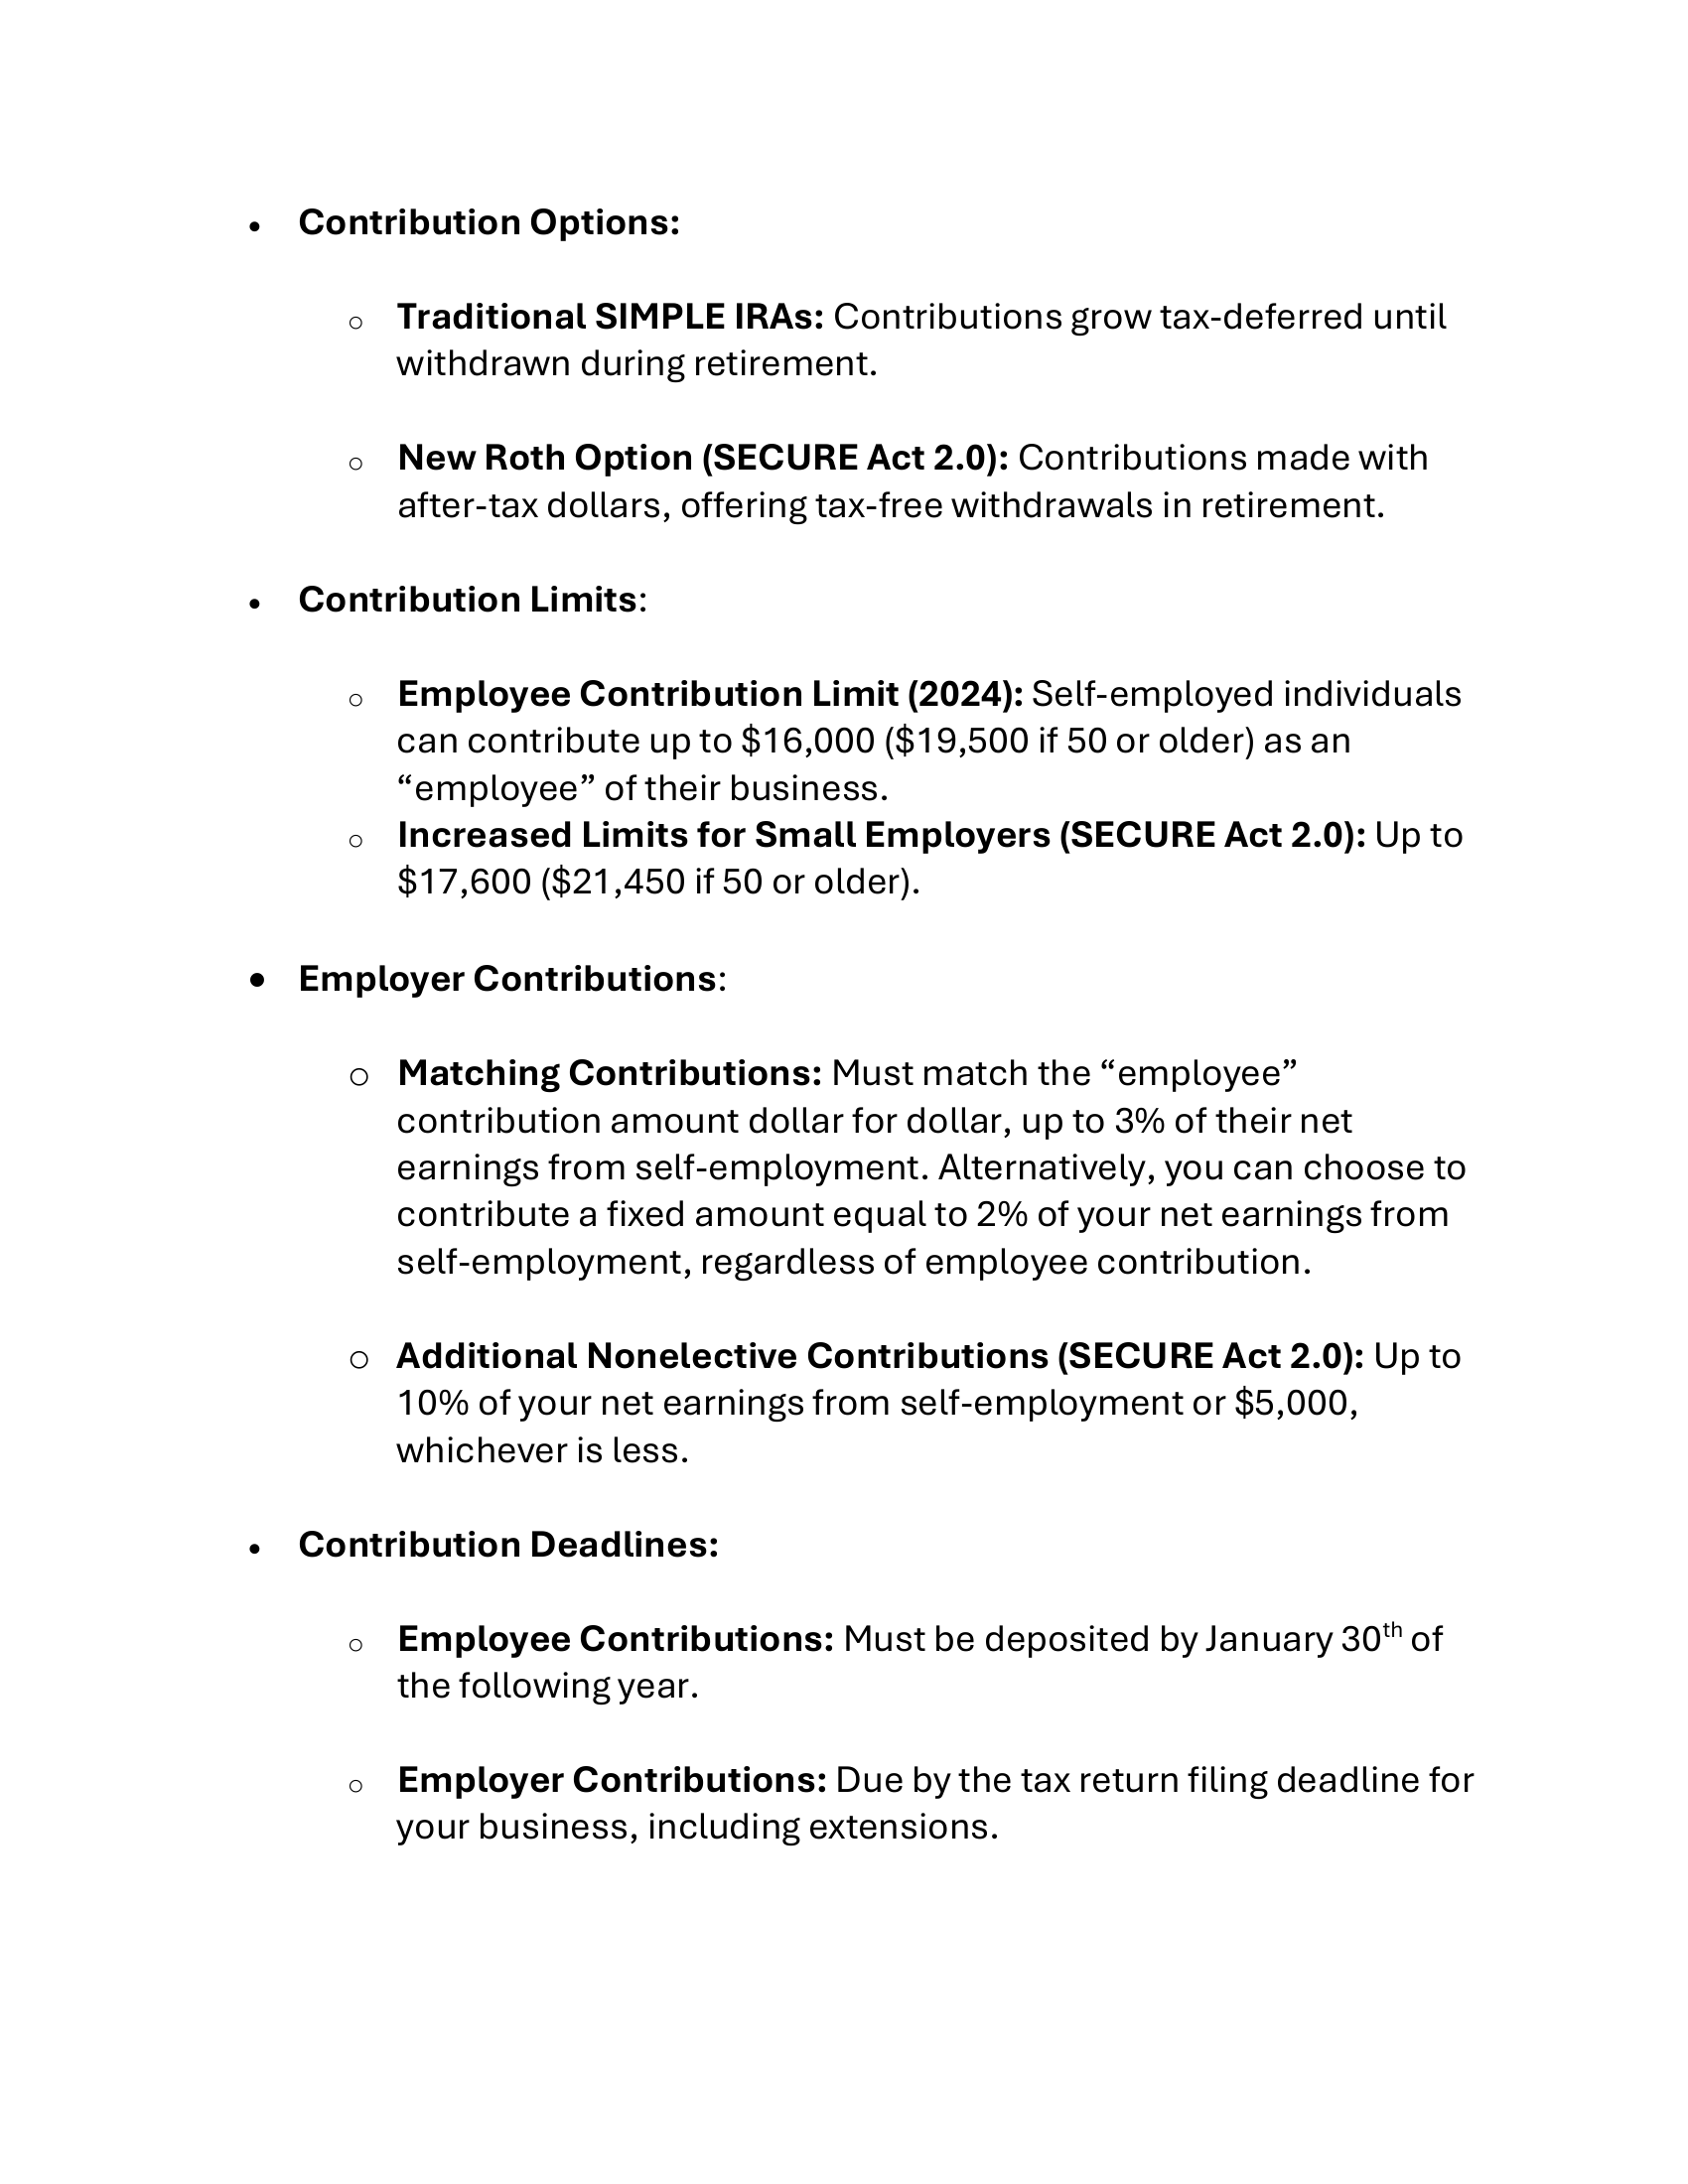 • Contribution Options:
○ Traditional SIMPLE IRAs: Contributions grow tax-deferred until
withdrawn during retirement.
○ New Roth Option (SECURE Act 2.0): Contributions made with
after-tax dollars, offering tax-free withdrawals in retirement.
• Contribution Limits:
○ Employee Contribution Limit (2024): Self-employed individuals
can contribute up to $16,000 ($19,500 if 50 or older) as an
“employee” of their business.
○ Increased Limits for Small Employers (SECURE Act 2.0): Up to
$17,600 ($21,450 if 50 or older).
• Employer Contributions:
○ Matching Contributions: Must match the “employee”
contribution amount dollar for dollar, up to 3% of their net
earnings from self-employment. Alternatively, you can choose to
contribute a fixed amount equal to 2% of your net earnings from
self-employment, regardless of employee contribution.
○ Additional Nonelective Contributions (SECURE Act 2.0): Up to
10% of your net earnings from self-employment or $5,000,
whichever is less.
• Contribution Deadlines:
○ Employee Contributions: Must be deposited by January 30th of
the following year.
○ Employer Contributions: Due by the tax return filing deadline for
your business, including extensions.